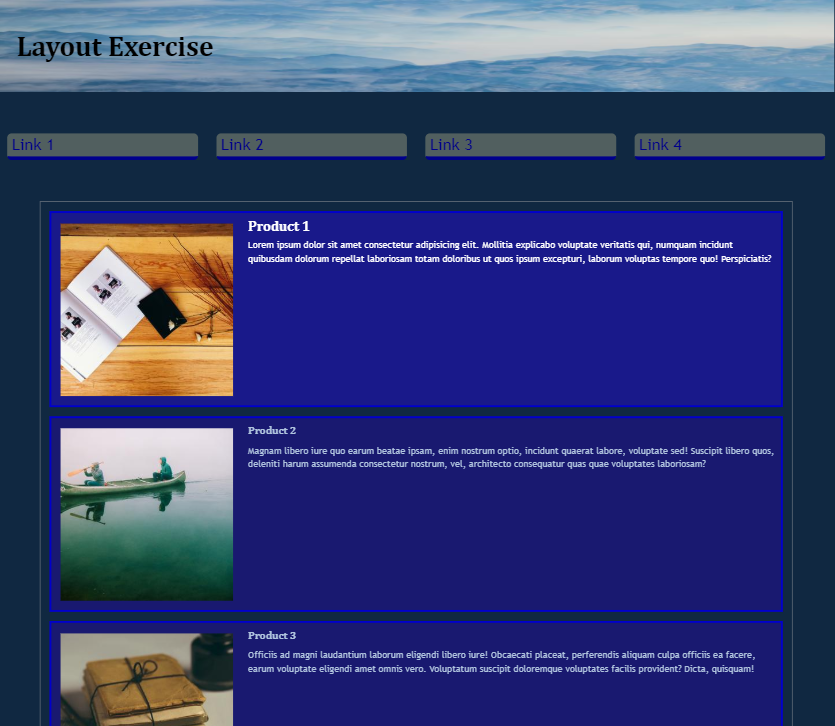 Layout Exercise
Link 1
Link 2
Link 3
Link 4
Product 1
Lorem ipsum dolor sit amet consectetur adipisicing elit. Mollitia explicabo voluptate veritatis qui, numquam incidunt
quibusdam dolorum repellat laboriosam totam doloribus ut quos ipsum excepturi, laborum voluptas tempore quo! Perspiciatis?
Product 2
Magnam libero iure quo earum beatae ipsam, enim nostrum optio, incidunt quaerat labore, voluptate sed! Suscipit libero quos,
deleniti harum assumenda consectetur nostrum, vel, architecto consequatur quas quae voluptates laboriosam?
Product 3
Officiis ad magni laudantium laborum eligendi libero iure! Obcaecati placeat, perferendis aliquam culpa officiis ea facere,
earum voluptate eligendi amet omnis vero. Voluptatum suscipit doloremque voluptates facilis provident? Dicta, quisquam!